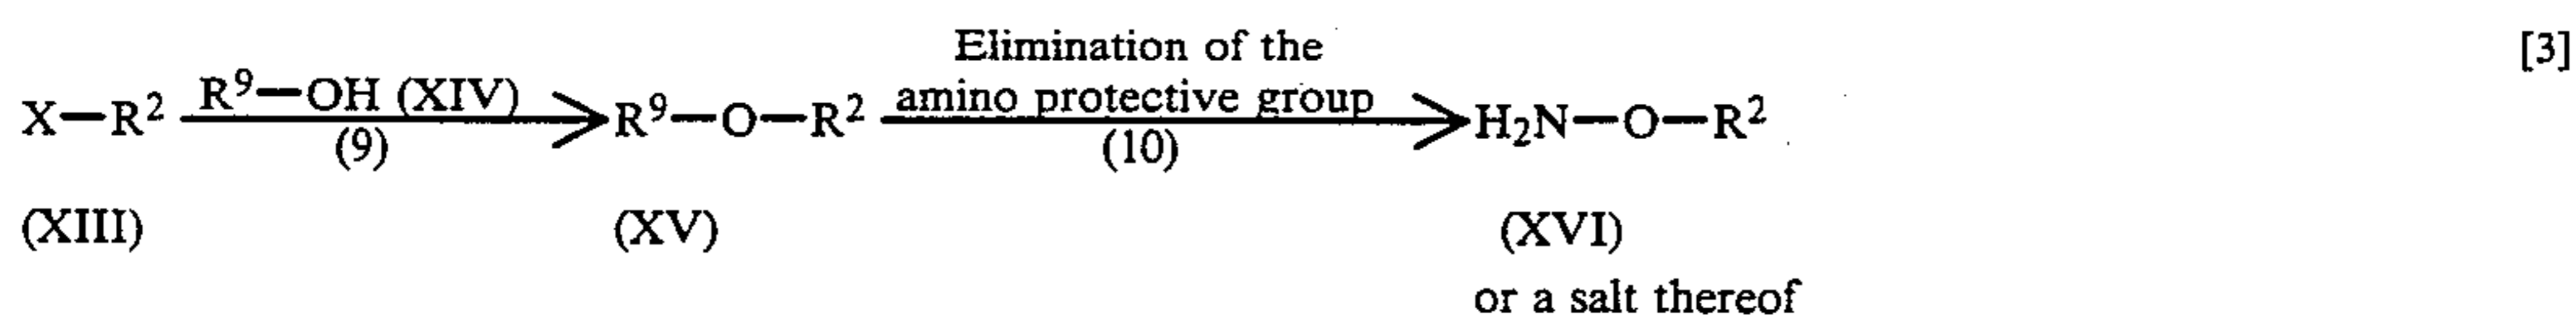 Elimination of the [3]
X—R² R⁹—OH (XIV) R⁹—O—R² amino protective group H₂N—O—R²
(9) (10)
(XIII) (XV) (XVI)
or a salt thereof